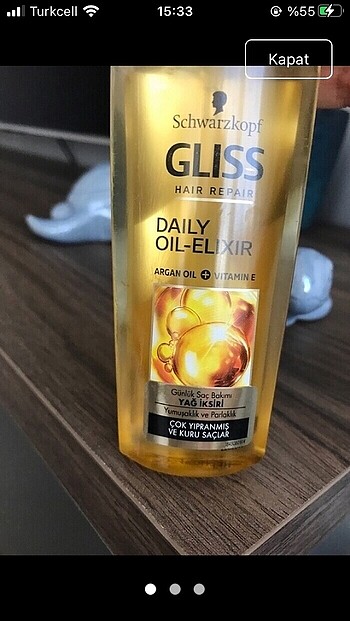 Turkcell
15:33
%55
Kapat
Schwarzkopf
GLISS
HAIR REPAIR
DAILY
OIL-ELIXIR
ARGAN OIL + VITAMIN E
Günlük Saç Bakımı
YAĞ İKSİRİ
Yumuşaklık ve Parlaklık
ÇOK YIPRANMIŞ
VE KURU SAÇLAR